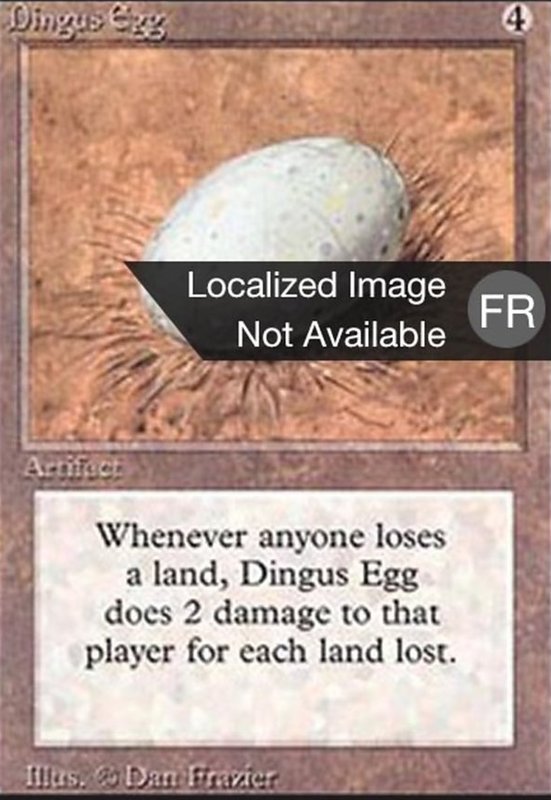 Dingus Egg
4
Localized Image
Not Available
FR
Artifact
Whenever anyone loses
a land, Dingus Egg
does 2 damage to that
player for each land lost.
Illus. © Dan Frazier